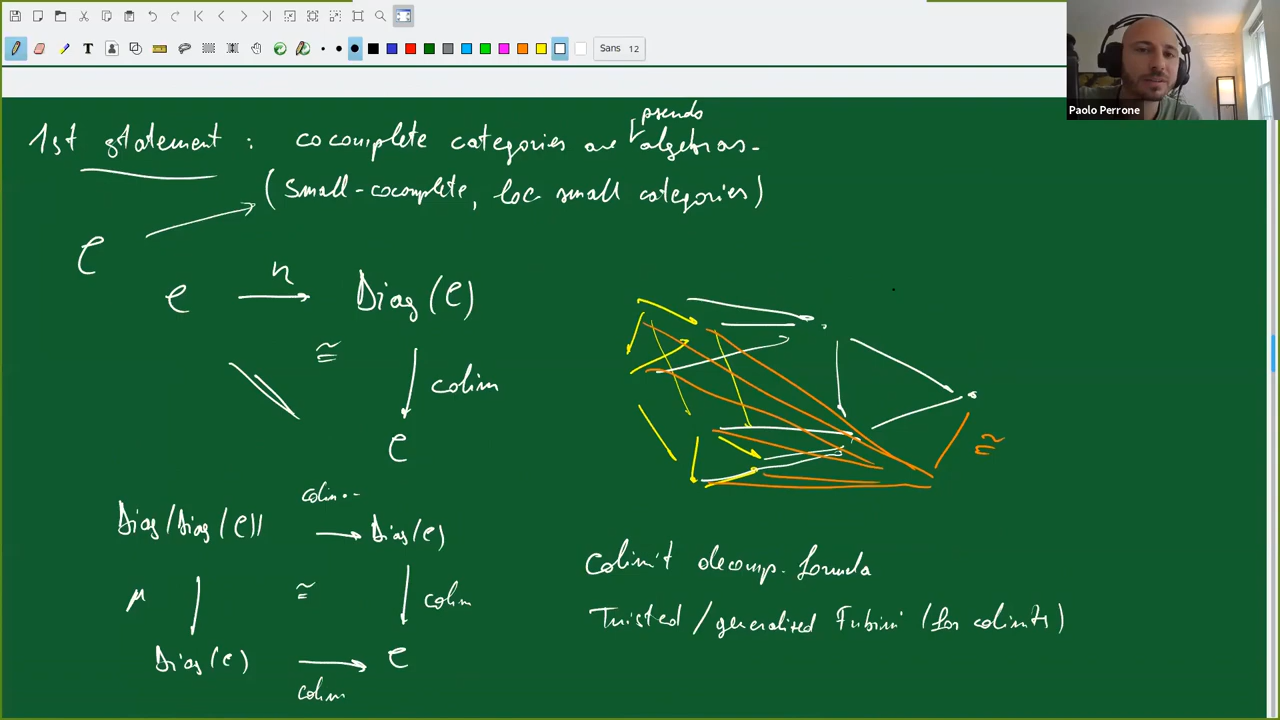 Sans 12
Paolo Perrone
pseudo
1st statement : cocomplete categories are algebras.
(Small-cocomplete, loc small categories)
C
C η Diag(C)
≅ colim
C
colim..
Diag(Diag(C)) Diag(C)
μ ≅ colim
Diag(C) C
colim
≅
Colimit decomp. formula
Twisted / generalized Fubini (for colimits)